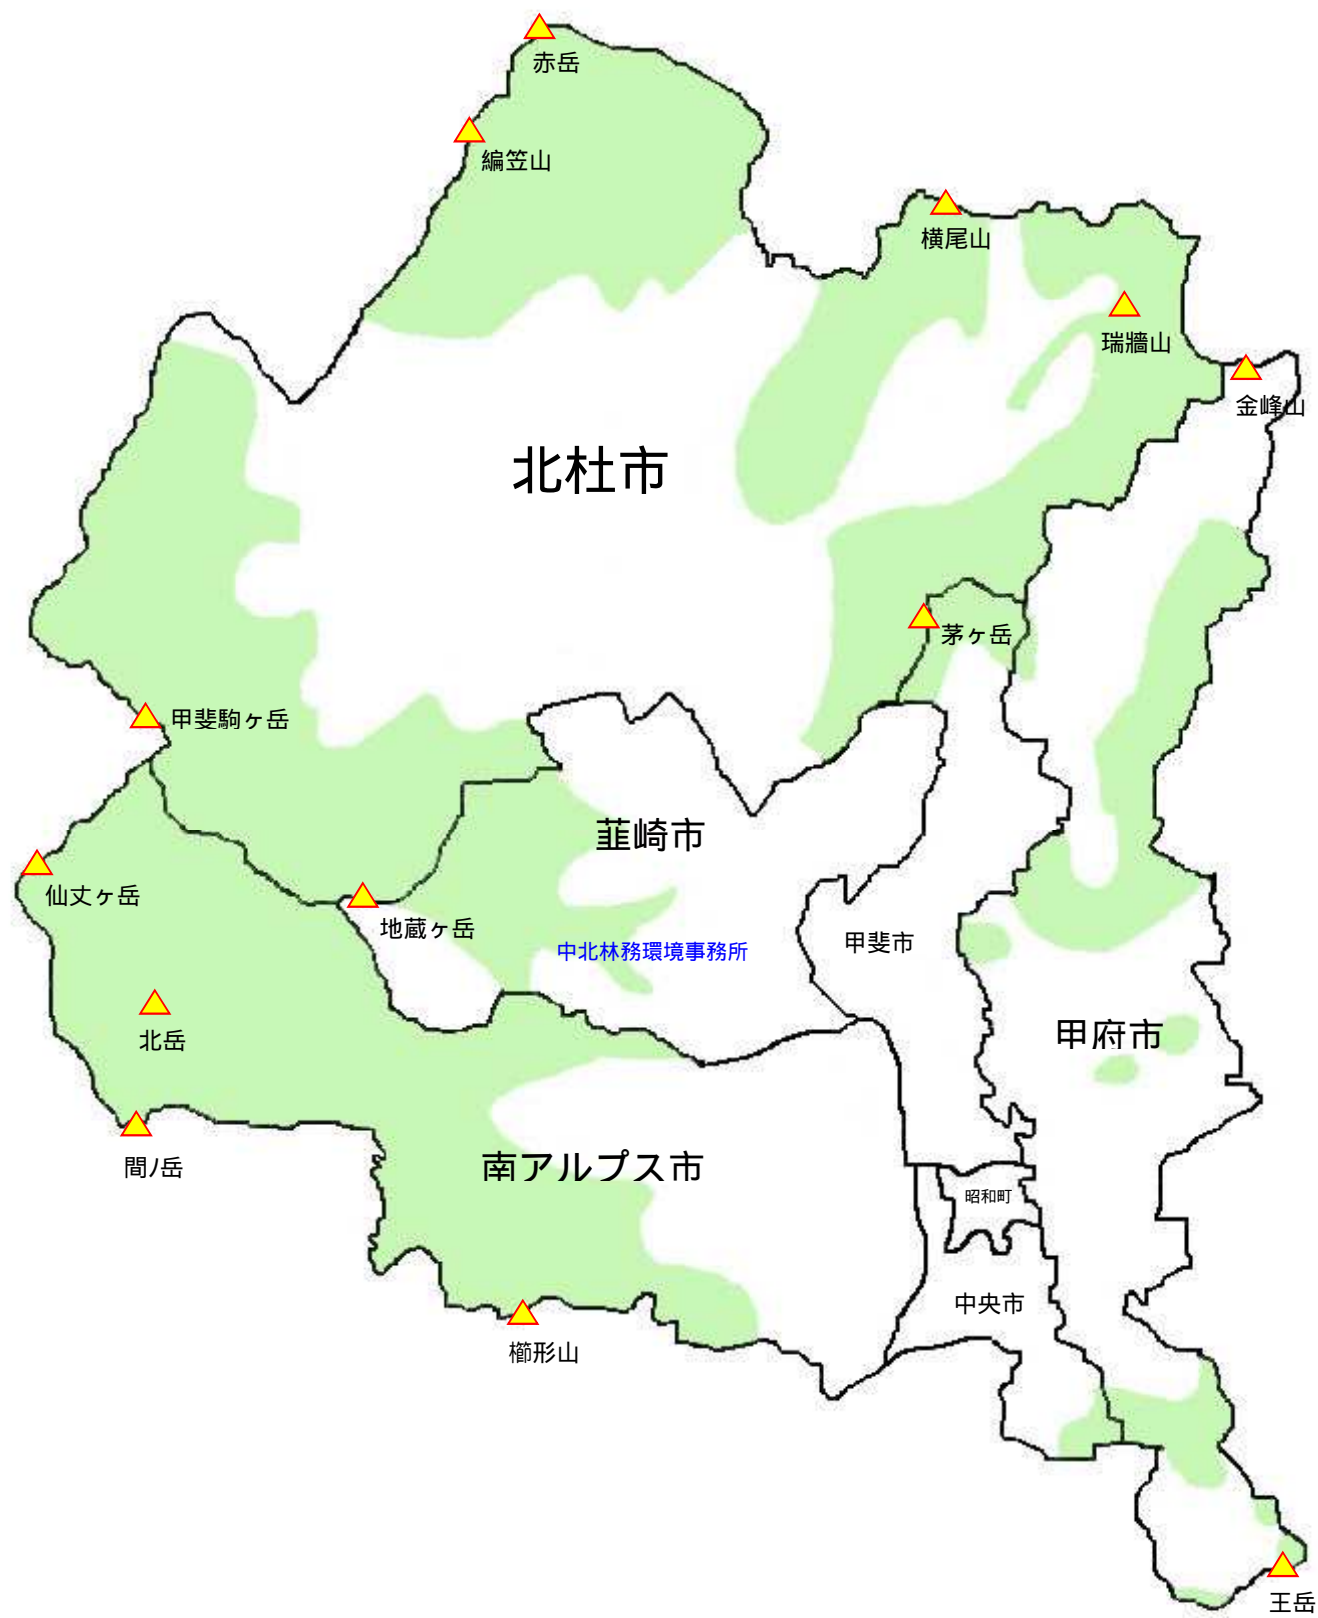 赤岳
編笠山
横尾山
瑞牆山
金峰山
北杜市
茅ヶ岳
甲斐駒ヶ岳
韮崎市
仙丈ヶ岳
地蔵ヶ岳
甲斐市
中北林務環境事務所
北岳
甲府市
間ノ岳
南アルプス市
昭和町
中央市
櫛形山
王岳